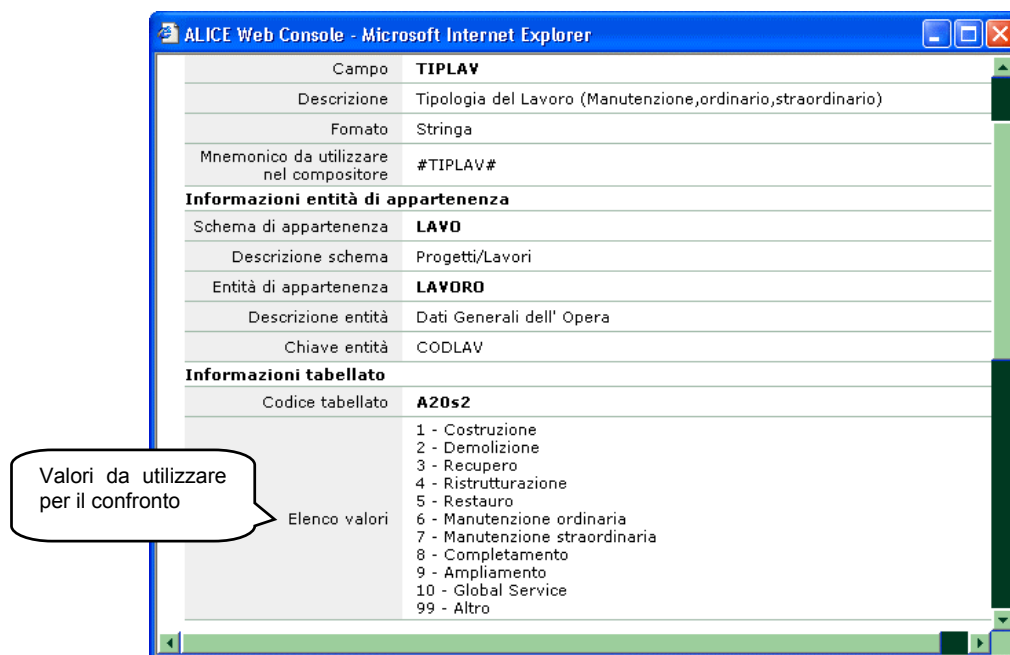 ALICE Web Console - Microsoft Internet Explorer
Campo TIPLAV
Descrizione Tipologia del Lavoro (Manutenzione,ordinario,straordinario)
Fomato Stringa
Mnemonico da utilizzare
nel compositore #TIPLAV#
Informazioni entità di appartenenza
Schema di appartenenza LAVO
Descrizione schema Progetti/Lavori
Entità di appartenenza LAVORO
Descrizione entità Dati Generali dell' Opera
Chiave entità CODLAV
Informazioni tabellato
Codice tabellato A20s2
Valori da utilizzare
per il confronto
Elenco valori
1 - Costruzione
2 - Demolizione
3 - Recupero
4 - Ristrutturazione
5 - Restauro
6 - Manutenzione ordinaria
7 - Manutenzione straordinaria
8 - Completamento
9 - Ampliamento
10 - Global Service
99 - Altro